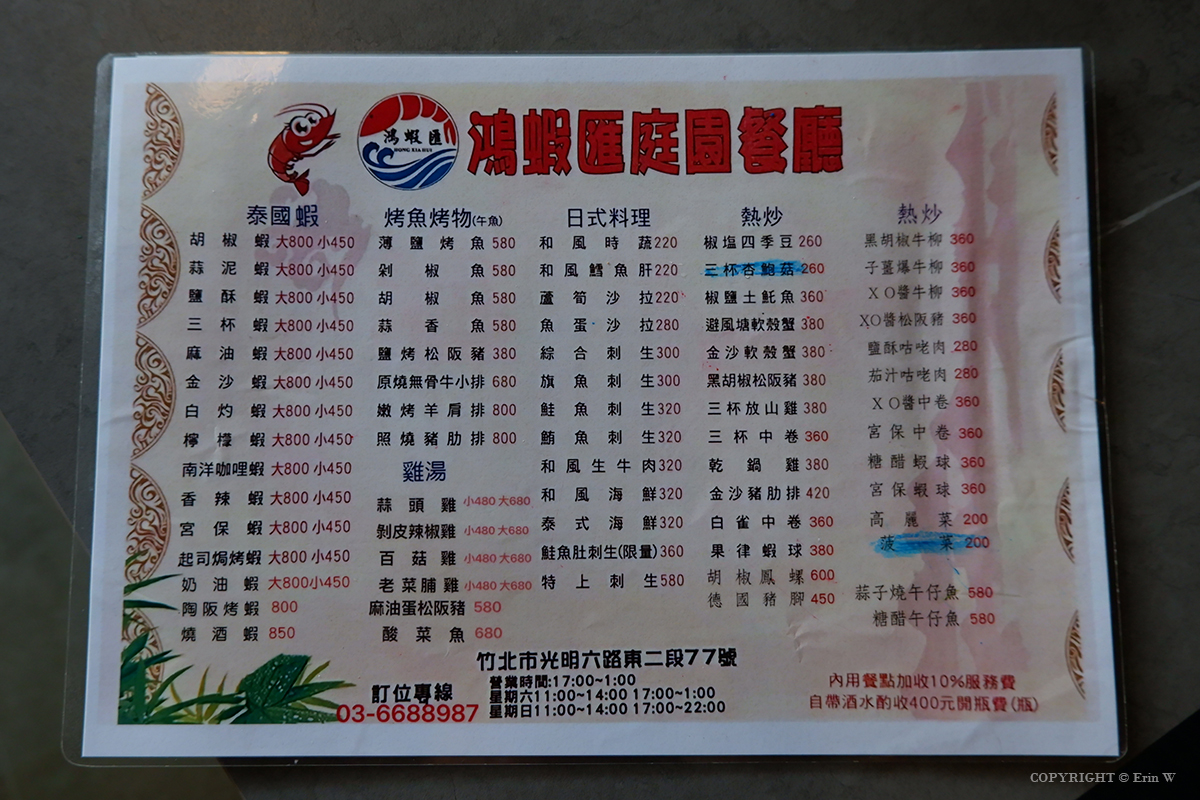 鴻蝦匯
HONG XIA HUI
鴻蝦匯庭園餐廳
泰國蝦
胡椒蝦 大800 小450
蒜泥蝦 大800 小450
鹽酥蝦 大800 小450
三杯蝦 大800 小450
麻油蝦 大800 小450
金沙蝦 大800 小450
白灼蝦 大800 小450
檸檬蝦 大800 小450
南洋咖哩蝦 大800 小450
香辣蝦 大800 小450
宮保蝦 大800 小450
起司焗烤蝦 大800 小450
奶油蝦 大800小450
陶阪烤蝦 800
燒酒蝦 850
烤魚烤物(午魚)
薄鹽烤魚 580
剁椒魚 580
胡椒魚 580
蒜香魚 580
鹽烤松阪豬 380
原燒無骨牛小排 680
嫩烤羊肩排 800
照燒豬肋排 800
雞湯
蒜頭雞 小480 大680
剝皮辣椒雞 小480 大680
百菇雞 小480 大680
老菜脯雞 小480 大680
麻油蛋松阪豬 580
酸菜魚 680
日式料理
和風時蔬 220
和風鱈魚肝 220
蘆筍沙拉 220
魚蛋沙拉 280
綜合刺生 300
旗魚刺生 300
鮭魚刺生 320
鮪魚刺生 320
和風生牛肉 320
和風海鮮 320
泰式海鮮 320
鮭魚肚刺生(限量) 360
特上刺生 580
熱炒
椒塩四季豆 260
三杯杏鮑菇 260
椒鹽土魠魚 360
避風塘軟殼蟹 380
金沙軟殼蟹 380
黑胡椒松阪豬 380
三杯放山雞 380
三杯中卷 360
乾鍋雞 380
金沙豬肋排 420
白雀中卷 360
果律蝦球 380
胡椒鳳螺 600
德國豬腳 450
熱炒
黑胡椒牛柳 360
子薑爆牛柳 360
XO醬牛柳 360
XO醬松阪豬 360
鹽酥咕咾肉 280
茄汁咕咾肉 280
XO醬中卷 360
宮保中卷 360
糖醋蝦球 360
宮保蝦球 360
高麗菜 200
菠菜 200
蒜子燒午仔魚 580
糖醋午仔魚 580
竹北市光明六路東二段77號
訂位專線
03-6688987
營業時間:17:00~1:00
星期六11:00~14:00 17:00~1:00
星期日11:00~14:00 17:00~22:00
內用餐點加收10%服務費
自帶酒水酌收400元開瓶費(瓶)
COPYRIGHT © Erin W